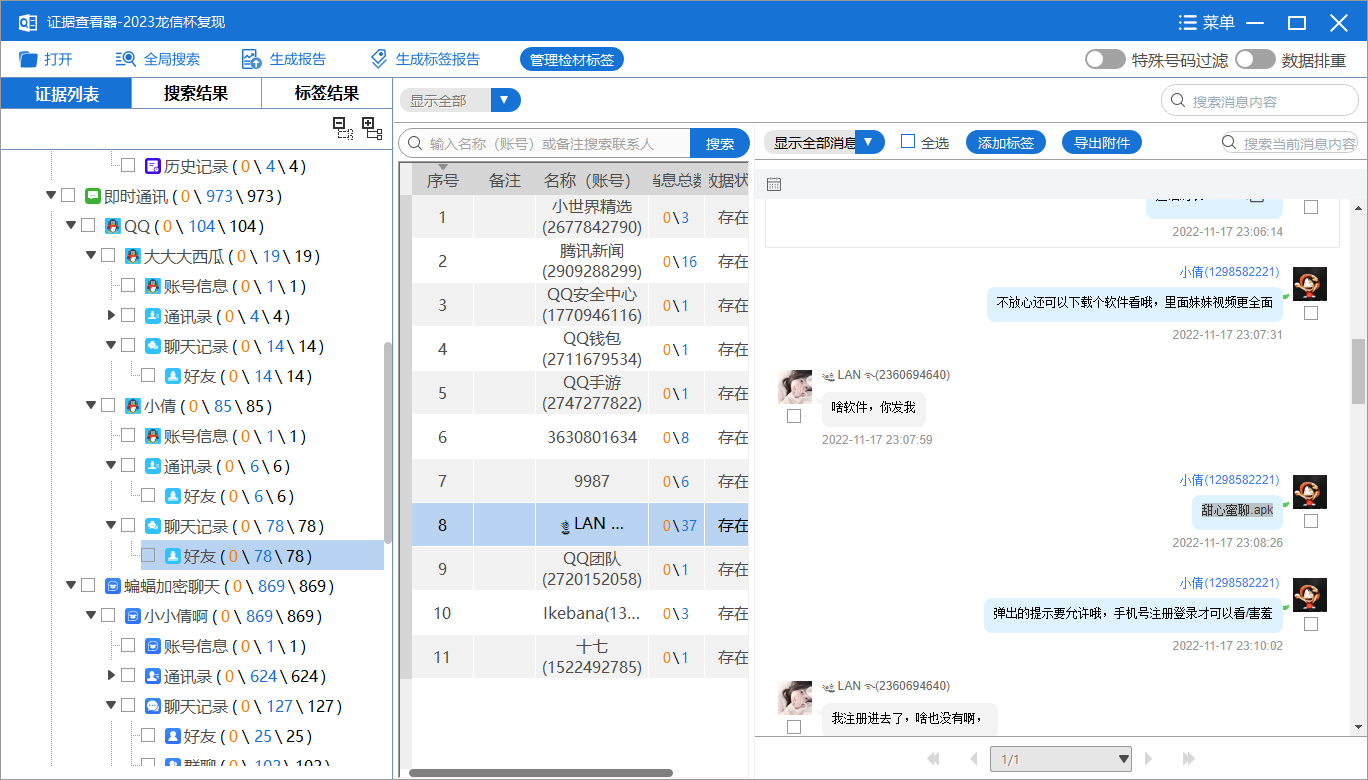 证据查看器-2023龙信杯复现
菜单
打开
全局搜索
生成报告
生成标签报告
管理检材标签
特殊号码过滤
数据排重
证据列表
搜索结果
标签结果
历史记录 ( 0 \ 4 \ 4 )
即时通讯 ( 0 \ 973 \ 973 )
QQ ( 0 \ 104 \ 104 )
大大大西瓜 ( 0 \ 19 \ 19 )
账号信息 ( 0 \ 1 \ 1 )
通讯录 ( 0 \ 4 \ 4 )
聊天记录 ( 0 \ 14 \ 14 )
好友 ( 0 \ 14 \ 14 )
小倩 ( 0 \ 85 \ 85 )
账号信息 ( 0 \ 1 \ 1 )
通讯录 ( 0 \ 6 \ 6 )
好友 ( 0 \ 6 \ 6 )
聊天记录 ( 0 \ 78 \ 78 )
好友 ( 0 \ 78 \ 78 )
蝙蝠加密聊天 ( 0 \ 869 \ 869 )
小小倩啊 ( 0 \ 869 \ 869 )
账号信息 ( 0 \ 1 \ 1 )
通讯录 ( 0 \ 624 \ 624 )
聊天记录 ( 0 \ 127 \ 127 )
好友 ( 0 \ 25 \ 25 )
群聊 ( 0 \ 102 \ 102 )
显示全部
搜索消息内容
输入名称（账号）或备注搜索联系人
搜索
序号 备注 名称（账号） 消息总数 数据状
1 小世界精选 (2677842790) 0\3 存在
2 腾讯新闻 (2909288299) 0\16 存在
3 QQ安全中心 (1770946116) 0\1 存在
4 QQ钱包 (2711679534) 0\1 存在
5 QQ手游 (2747277822) 0\1 存在
6 3630801634 0\8 存在
7 9987 0\6 存在
8 LAN ... 0\37 存在
9 QQ团队 (2720152058) 0\1 存在
10 Ikebana(13... 0\3 存在
11 十七 (1522492785) 0\1 存在
显示全部消息
全选
添加标签
导出附件
搜索当前消息内容
2022-11-17 23:06:14
小倩(1298582221)
不放心还可以下载个软件看哦，里面妹妹视频更全面
2022-11-17 23:07:31
LAN (2360694640)
啥软件，你发我
2022-11-17 23:07:59
小倩(1298582221)
甜心蜜聊.apk
2022-11-17 23:08:26
小倩(1298582221)
弹出的提示要允许哦，手机号注册登录才可以看/害羞
2022-11-17 23:10:02
LAN (2360694640)
我注册进去了，啥也没有啊，
1/1